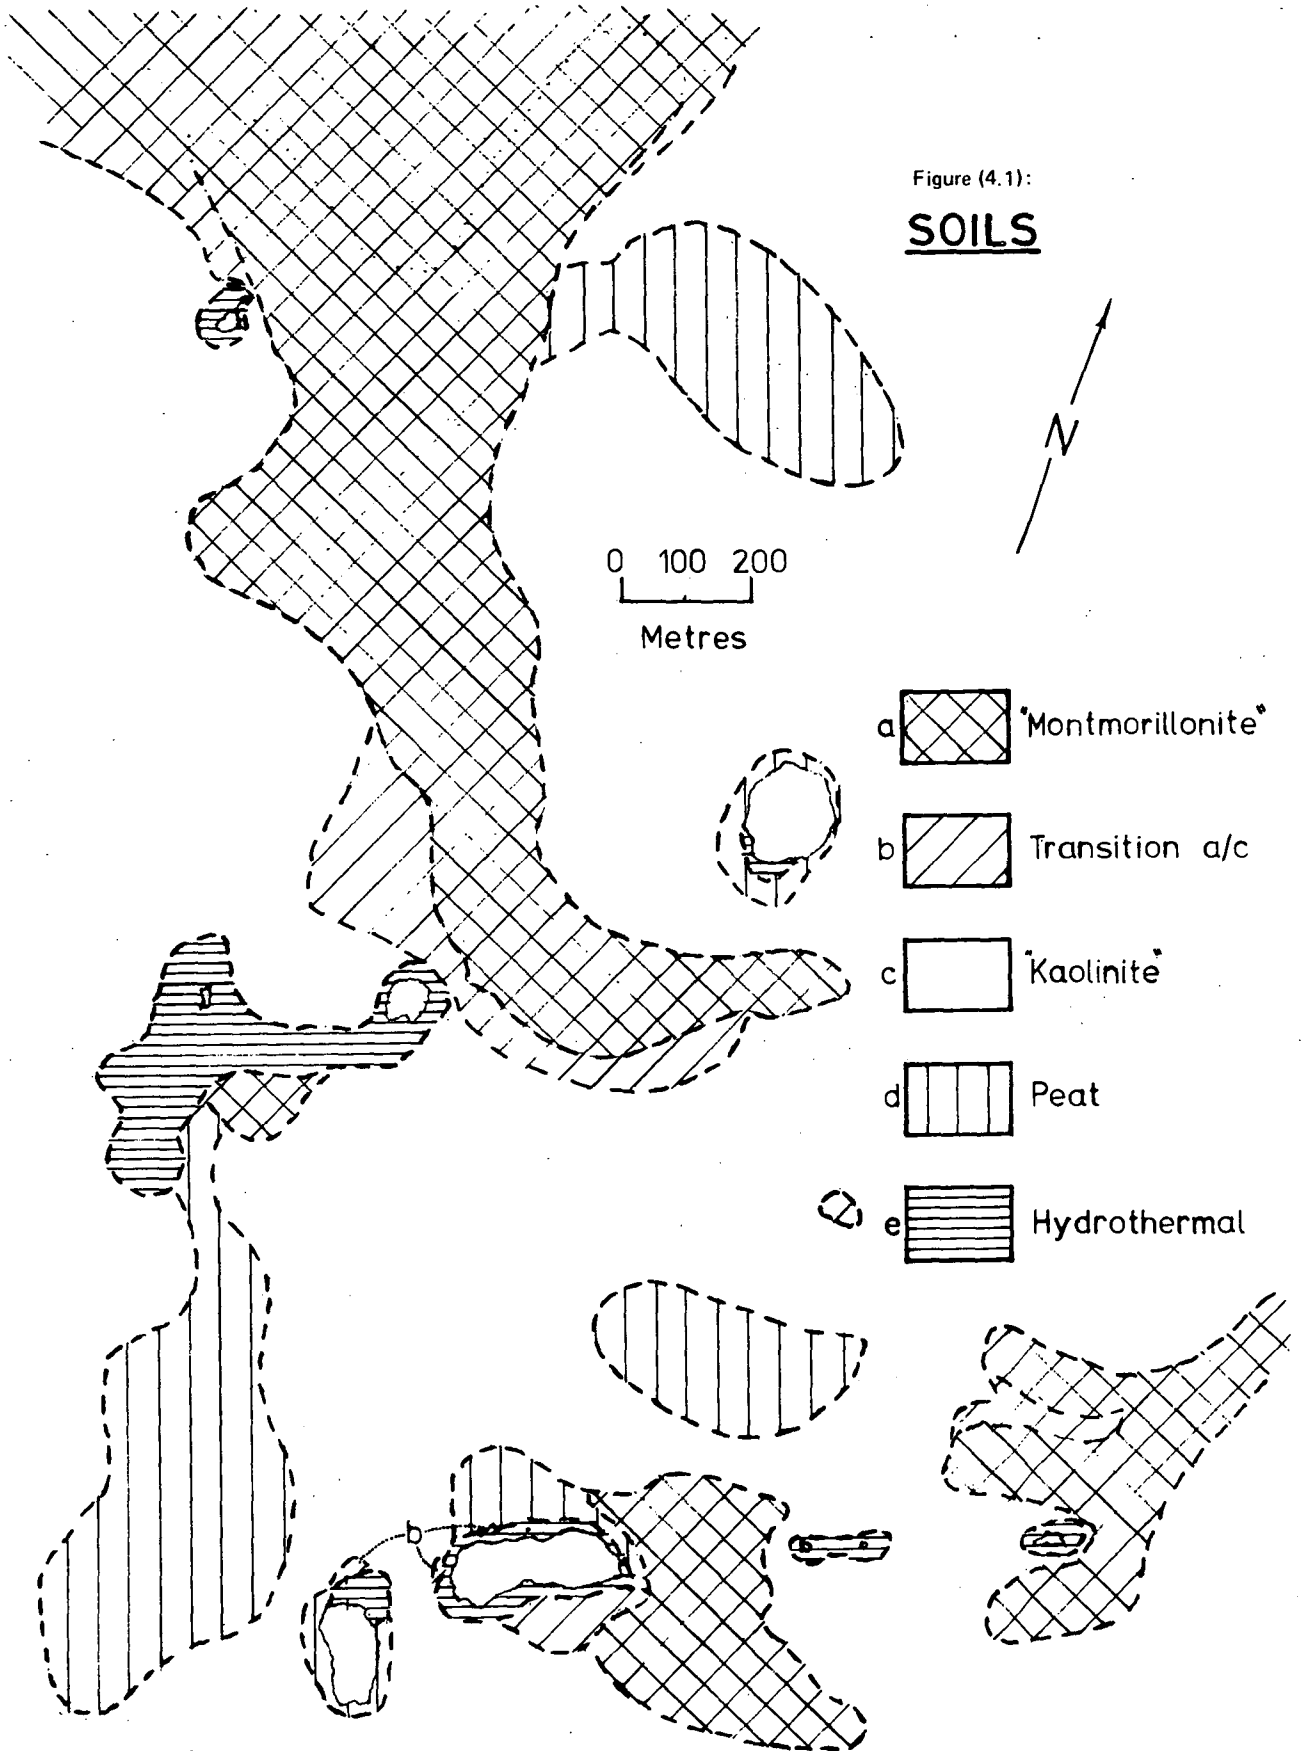 Figure (4.1):
SOILS
N
0 100 200
Metres
a "Montmorillonite"
b Transition a/c
c "Kaolinite"
d Peat
e Hydrothermal
b